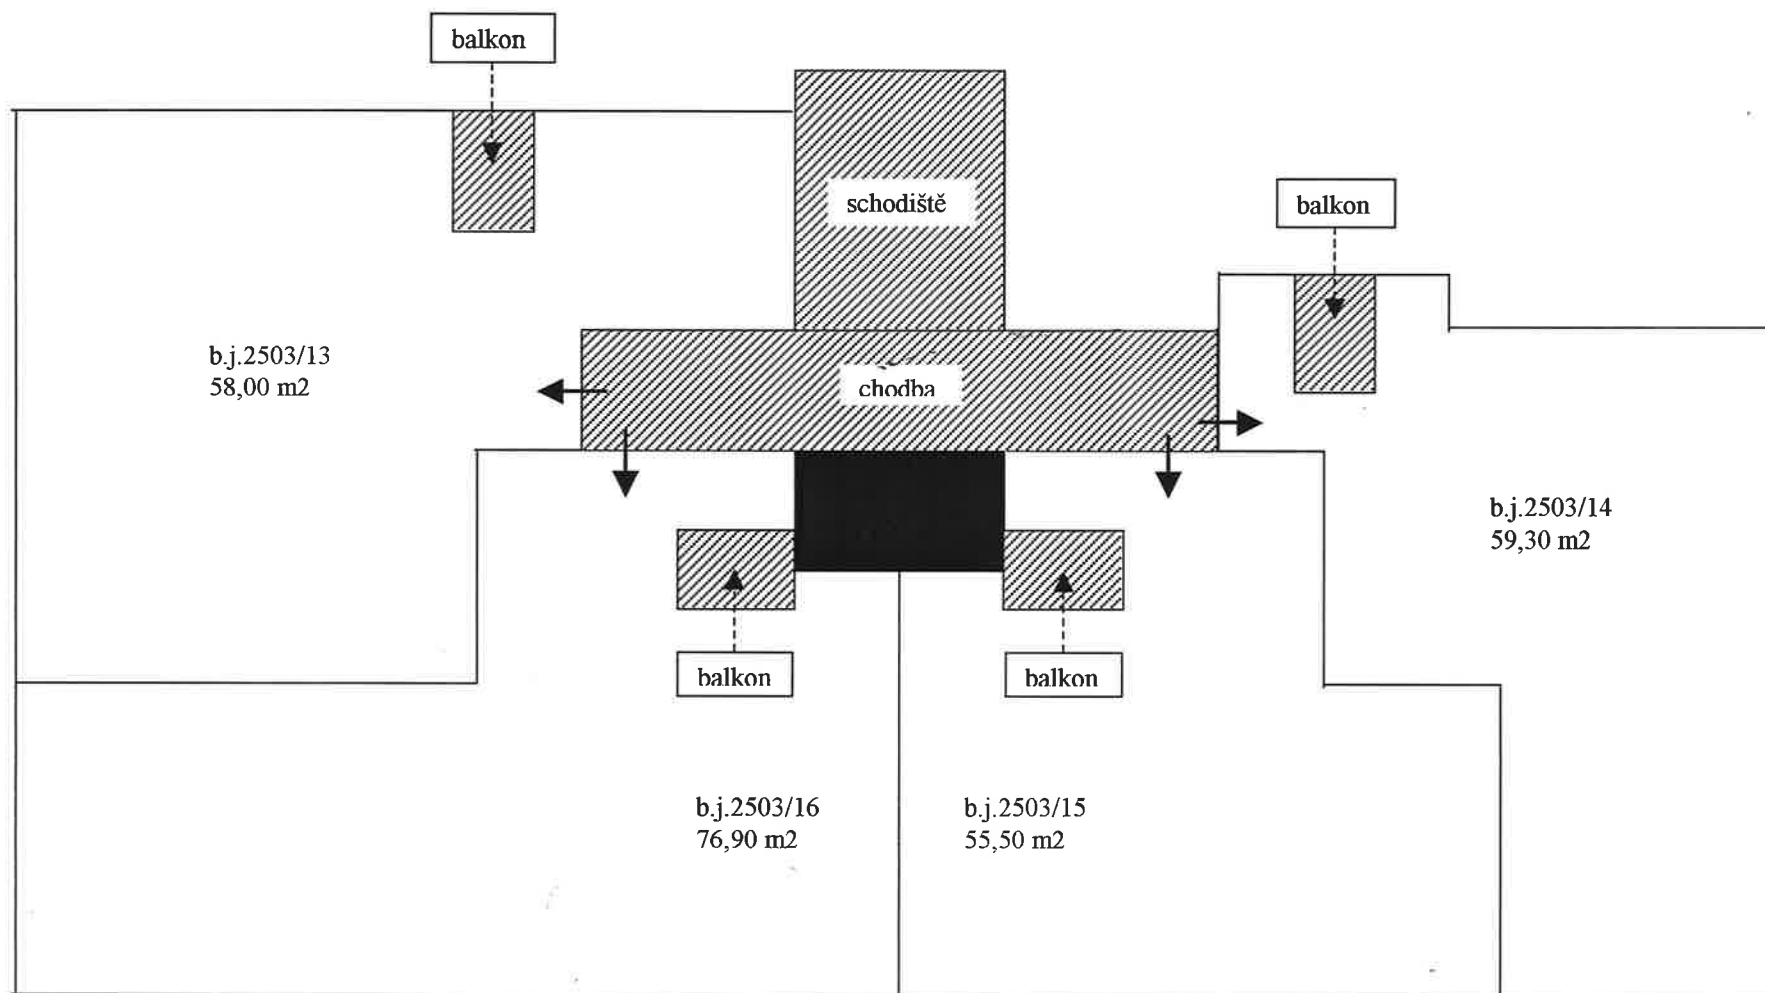 balkon
schodiště
balkon
b.j.2503/13
58,00 m2
chodba
b.j.2503/14
59,30 m2
balkon
balkon
b.j.2503/16
76,90 m2
b.j.2503/15
55,50 m2